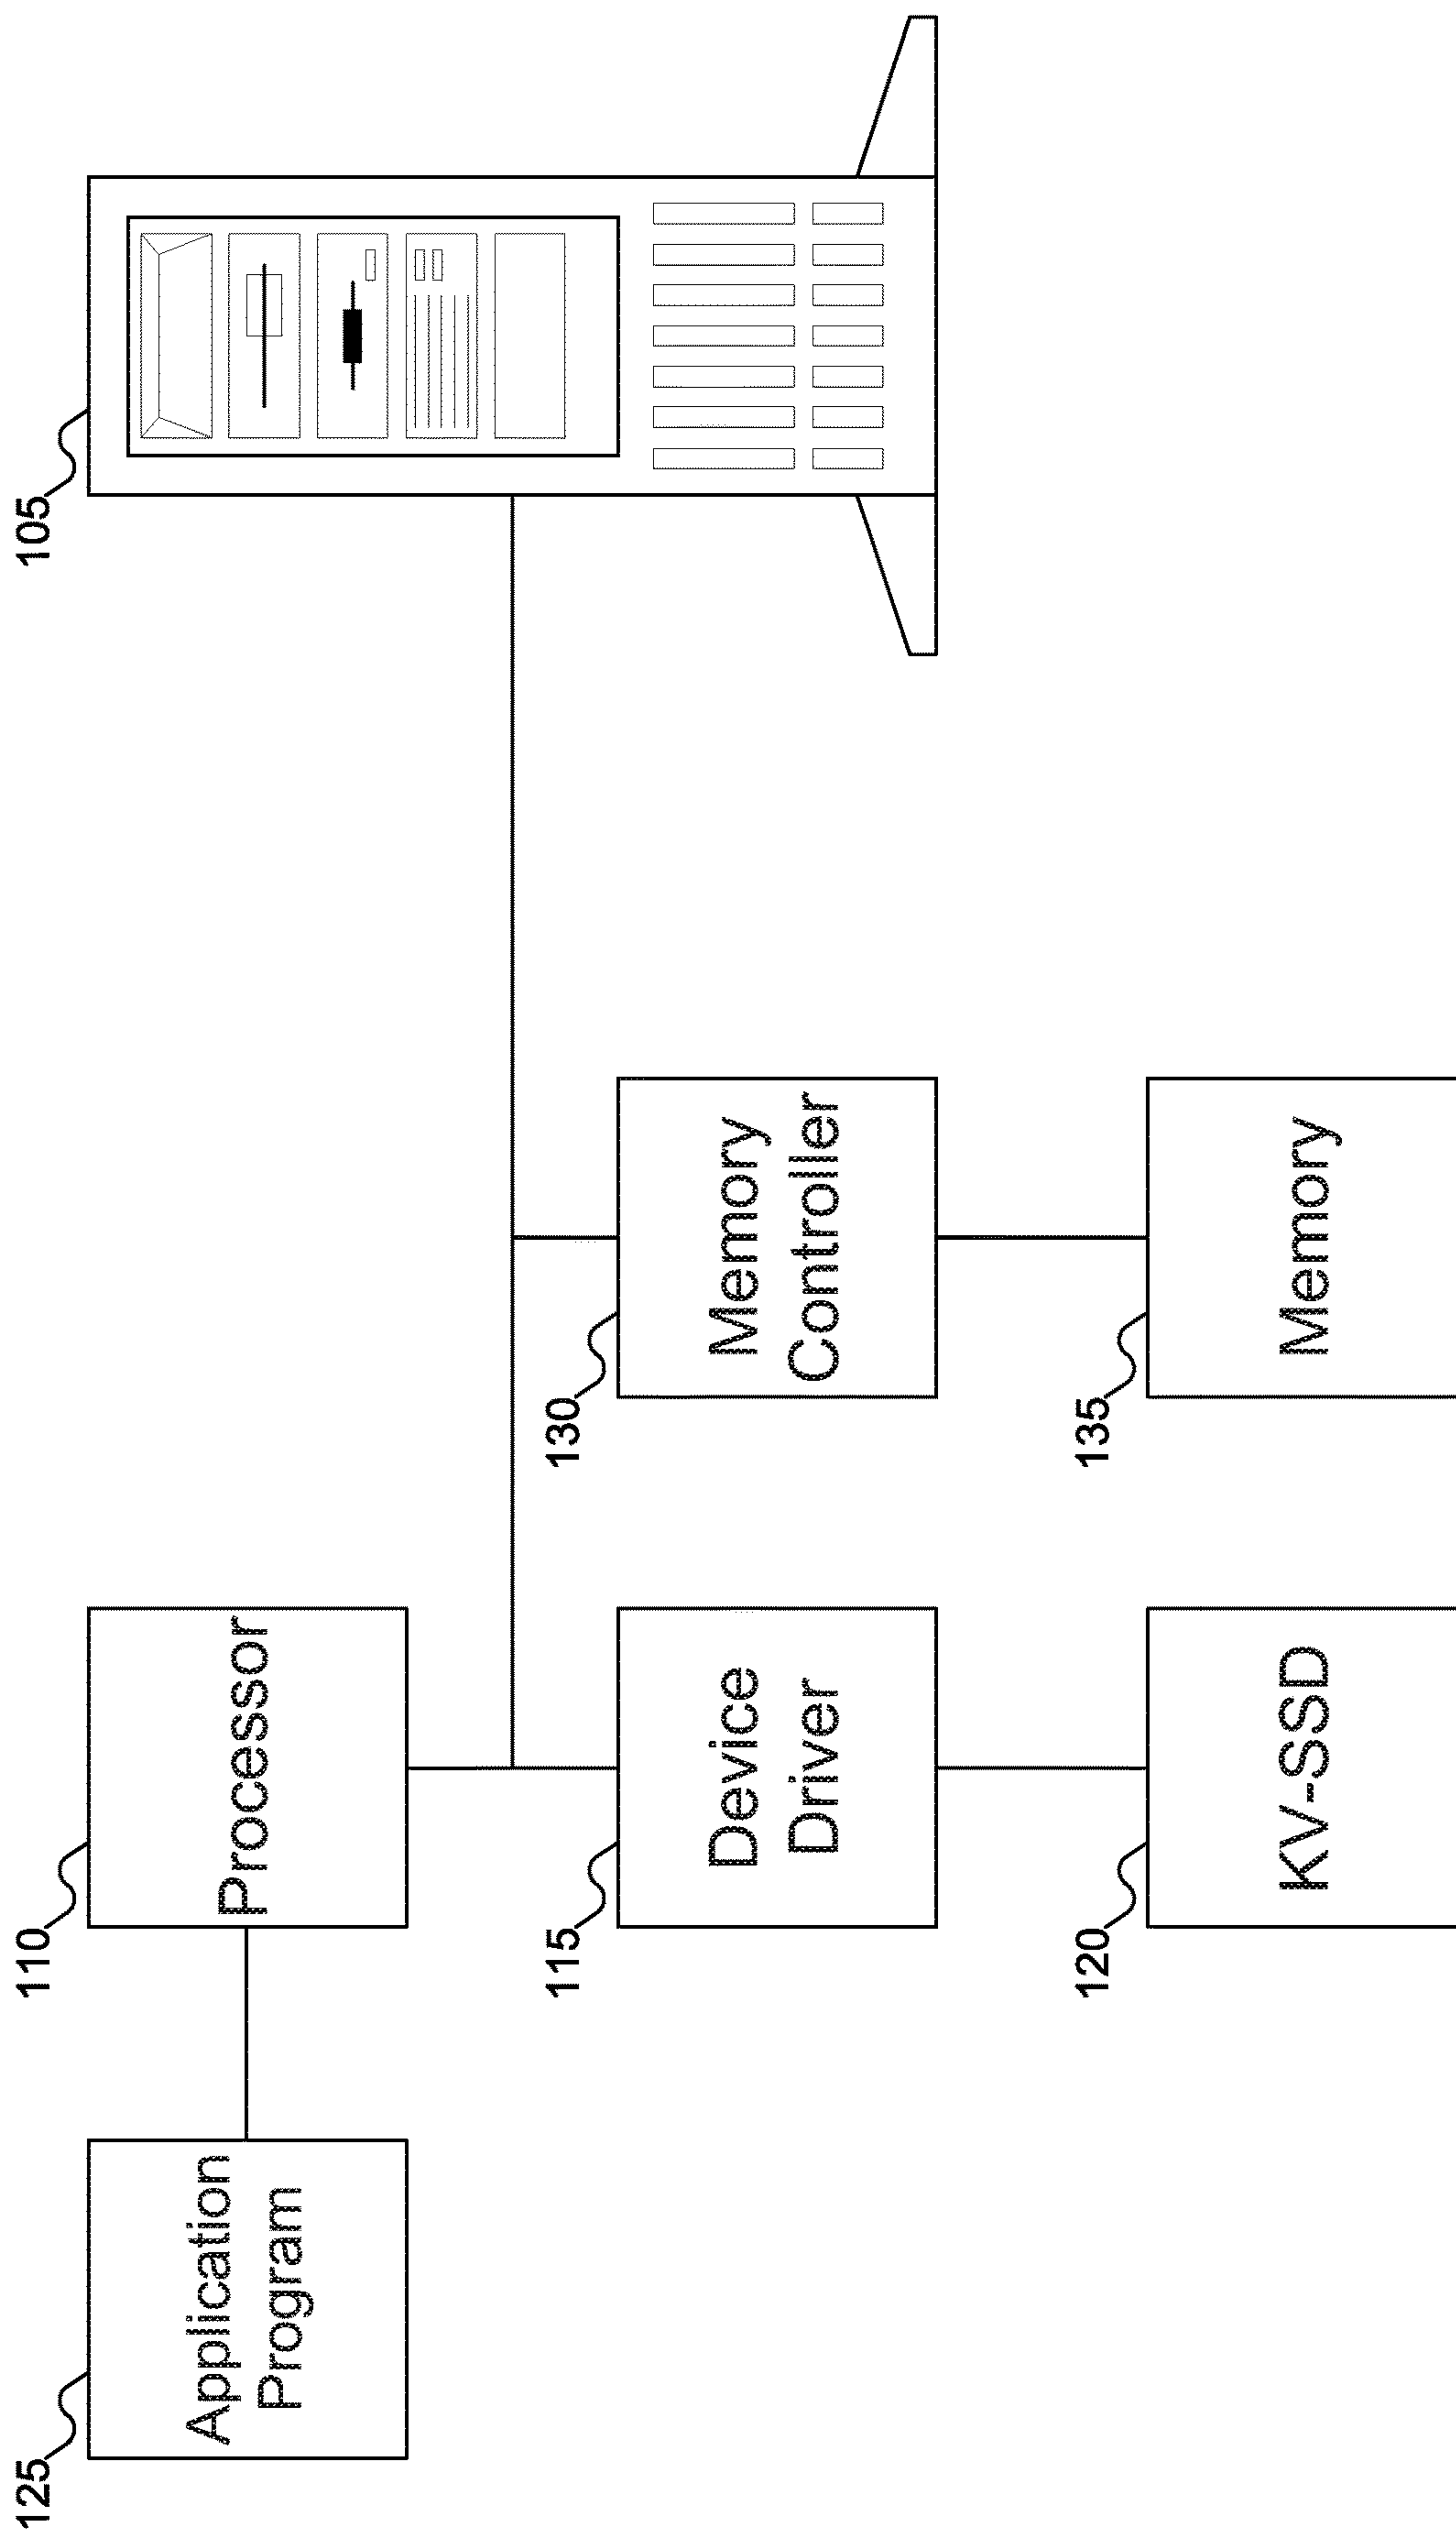 125
Application
Program
110
Processor
105
115
Device
Driver
130
Memory
Controller
120
KV-SSD
135
Memory